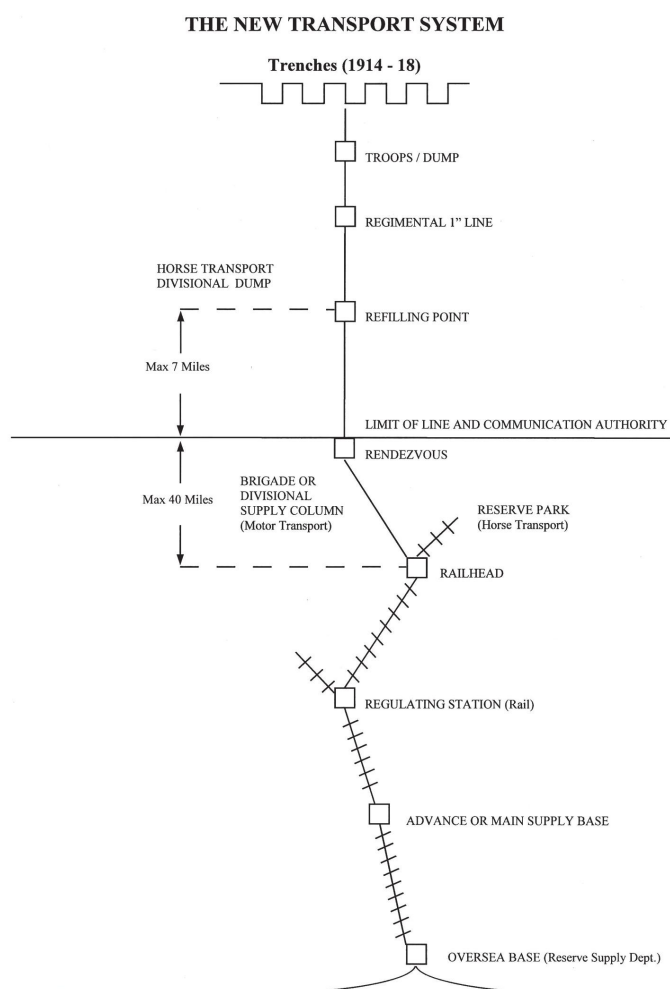 THE NEW TRANSPORT SYSTEM
Trenches (1914 - 18)
TROOPS / DUMP
REGIMENTAL 1” LINE
HORSE TRANSPORT
DIVISIONAL DUMP
REFILLING POINT
Max 7 Miles
LIMIT OF LINE AND COMMUNICATION AUTHORITY
RENDEZVOUS
BRIGADE OR
DIVISIONAL
SUPPLY COLUMN
(Motor Transport)
Max 40 Miles
RESERVE PARK
(Horse Transport)
RAILHEAD
REGULATING STATION (Rail)
ADVANCE OR MAIN SUPPLY BASE
OVERSEA BASE (Reserve Supply Dept.)